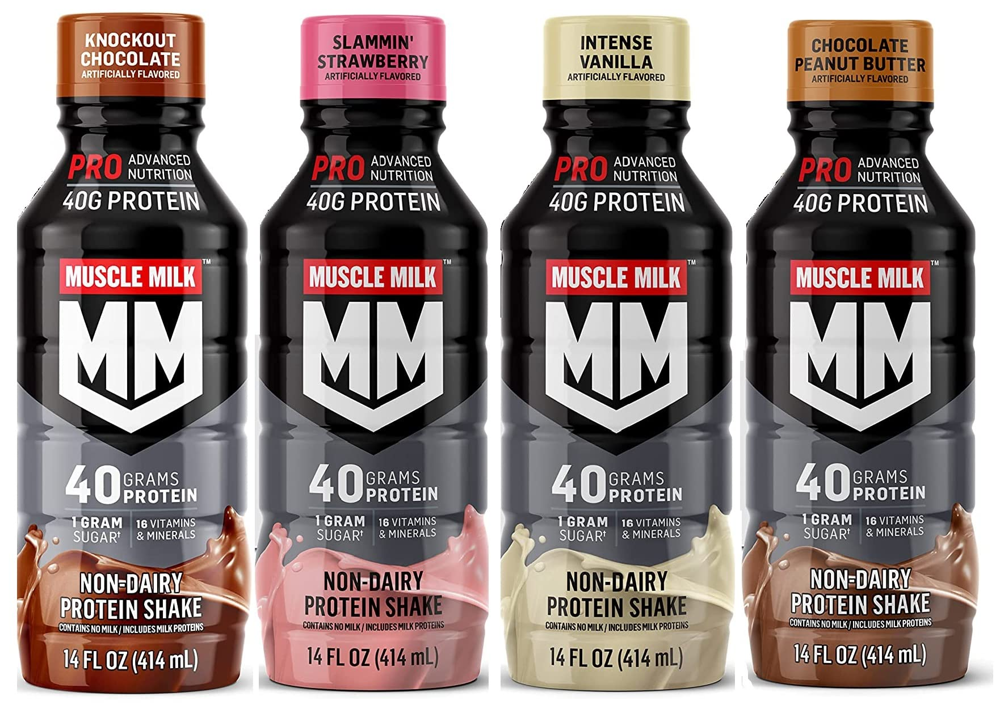 KNOCKOUT
CHOCOLATE
ARTIFICIALLY FLAVORED
PRO ADVANCED
NUTRITION
40G PROTEIN
MUSCLE MILK™
MM
40 GRAMS
PROTEIN
1 GRAM
SUGAR†
16 VITAMINS
& MINERALS
NON-DAIRY
PROTEIN SHAKE
CONTAINS NO MILK / INCLUDES MILK PROTEINS
14 FL OZ (414 mL)
SLAMMIN'
STRAWBERRY
ARTIFICIALLY FLAVORED
PRO ADVANCED
NUTRITION
40G PROTEIN
MUSCLE MILK™
MM
40 GRAMS
PROTEIN
1 GRAM
SUGAR†
16 VITAMINS
& MINERALS
NON-DAIRY
PROTEIN SHAKE
CONTAINS NO MILK / INCLUDES MILK PROTEINS
14 FL OZ (414 mL)
INTENSE
VANILLA
ARTIFICIALLY FLAVORED
PRO ADVANCED
NUTRITION
40G PROTEIN
MUSCLE MILK™
MM
40 GRAMS
PROTEIN
1 GRAM
SUGAR†
16 VITAMINS
& MINERALS
NON-DAIRY
PROTEIN SHAKE
CONTAINS NO MILK / INCLUDES MILK PROTEINS
14 FL OZ (414 mL)
CHOCOLATE
PEANUT BUTTER
ARTIFICIALLY FLAVORED
PRO ADVANCED
NUTRITION
40G PROTEIN
MUSCLE MILK™
MM
40 GRAMS
PROTEIN
1 GRAM
SUGAR†
16 VITAMINS
& MINERALS
NON-DAIRY
PROTEIN SHAKE
CONTAINS NO MILK / INCLUDES MILK PROTEINS
14 FL OZ (414 mL)